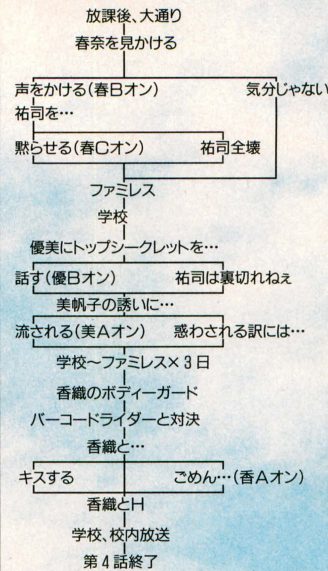 放課後、大通り
春奈を見かける
声をかける(春Bオン)
気分じゃない
祐司を…
黙らせる(春Cオン)
祐司全壊
ファミレス
学校
優美にトップシークレットを…
話す(優Bオン)
祐司は裏切れねぇ
美帆子の誘いに…
流される(美Aオン)
惑わされる訳には…
学校～ファミレス×3日
香織のボディーガード
バーコードライダーと対決
香織と…
キスする
ごめん…(香Aオン)
香織とH
学校、校内放送
第4話終了